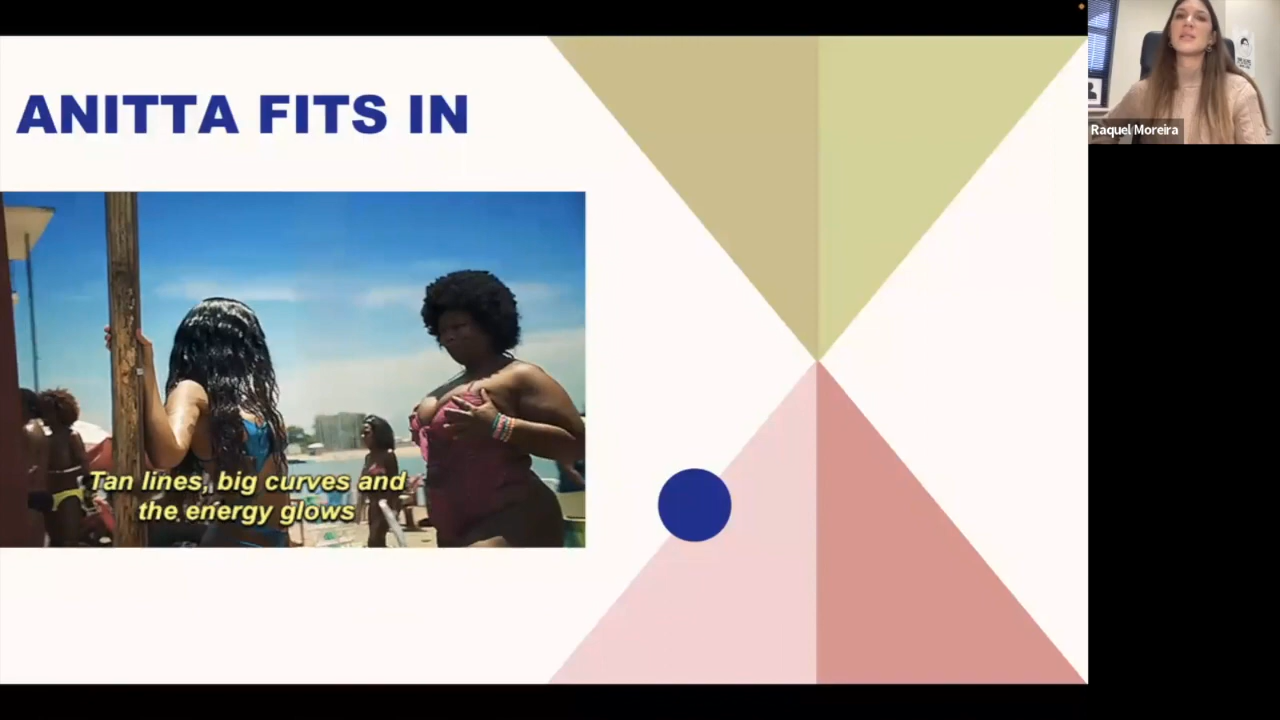 ANITTA FITS IN
Raquel Moreira
Tan lines, big curves and
the energy glows